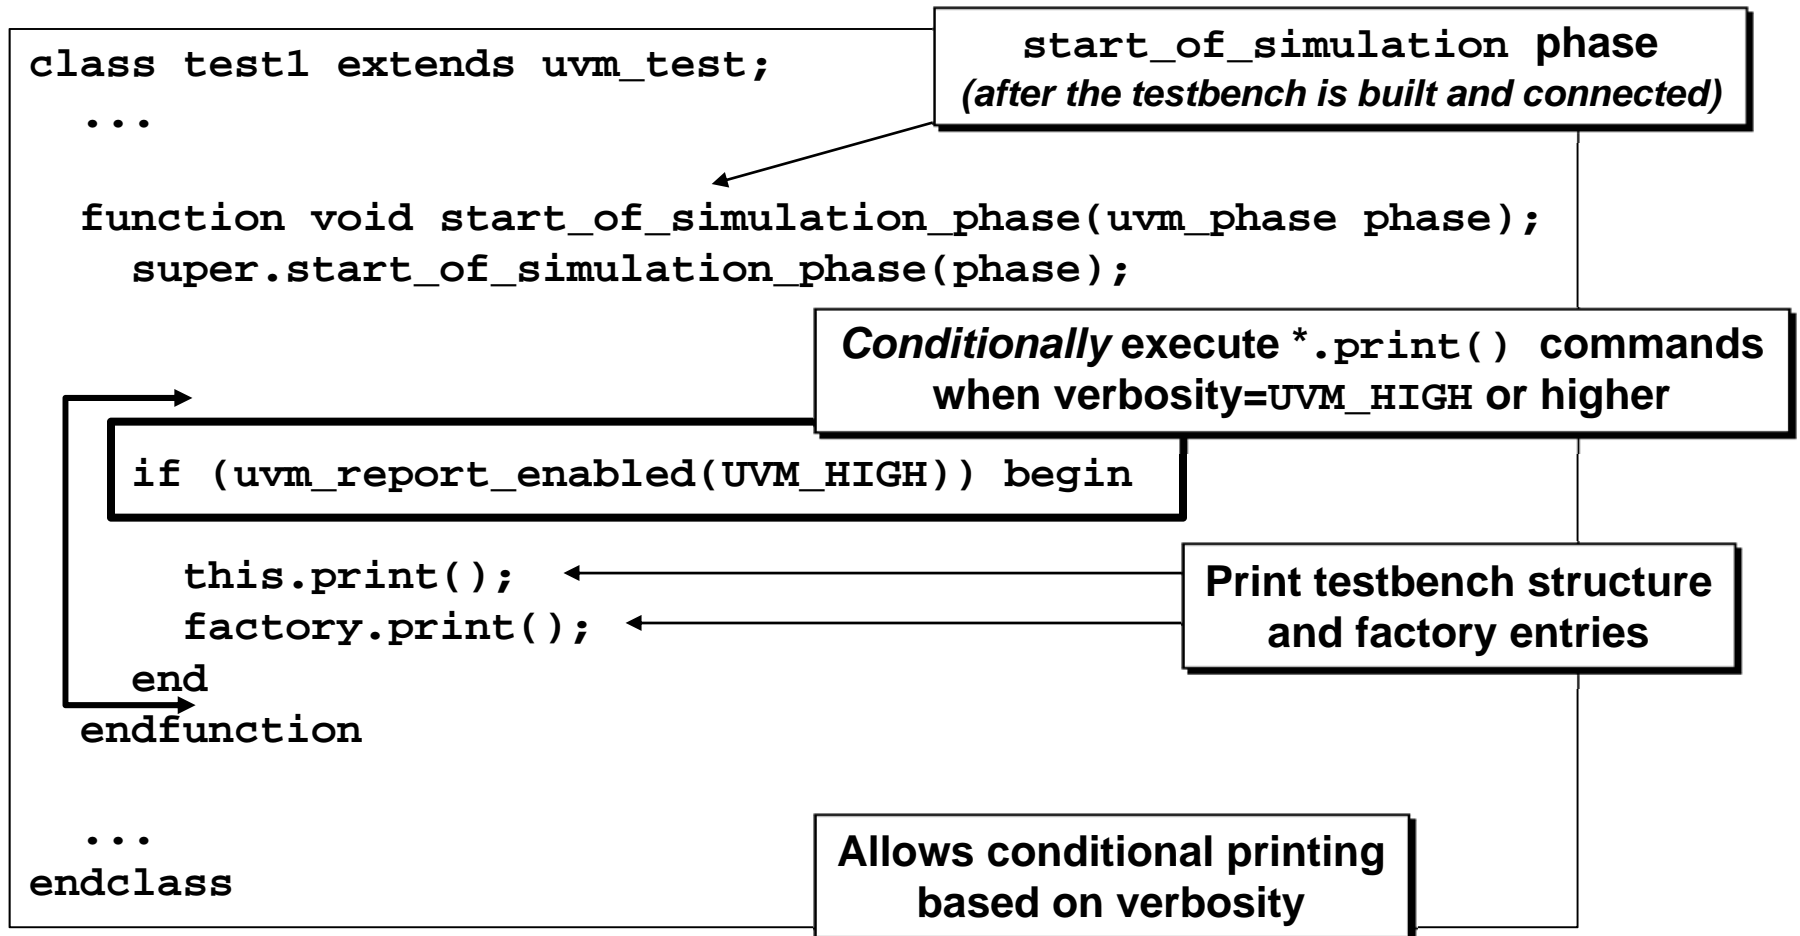 class test1 extends uvm_test;
...
start_of_simulation phase
(after the testbench is built and connected)
function void start_of_simulation_phase(uvm_phase phase);
super.start_of_simulation_phase(phase);
Conditionally execute *.print() commands
when verbosity=UVM_HIGH or higher
if (uvm_report_enabled(UVM_HIGH)) begin
this.print();
factory.print();
Print testbench structure
and factory entries
end
endfunction
...
endclass
Allows conditional printing
based on verbosity